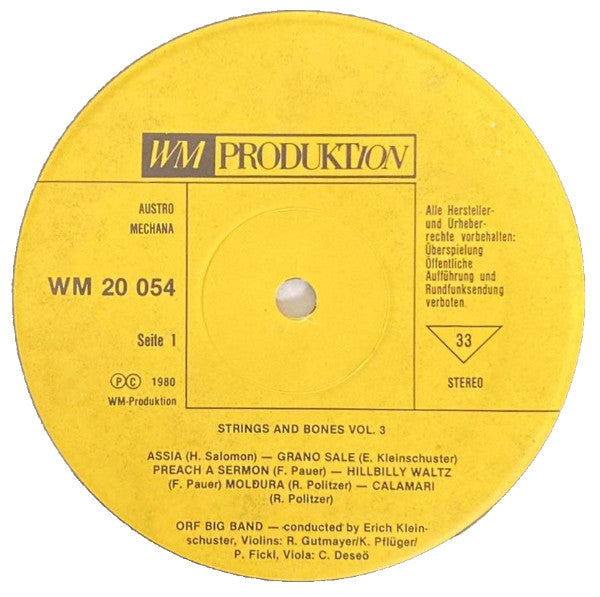 WM PRODUKTION
AUSTRO
MECHANA
WM 20 054
Seite 1
Ⓟ Ⓒ 1980
WM-Produktion
Alle Hersteller-
und Urheber-
rechte vorbehalten:
Überspielung
Öffentliche
Aufführung und
Rundfunksendung
verboten.
33
STEREO
STRINGS AND BONES VOL. 3
ASSIA (H. Salomon) — GRANO SALE (E. Kleinschuster)
PREACH A SERMON (F. Pauer) — HILLBILLY WALTZ
(F. Pauer) MOLDURA (R. Politzer) — CALAMARI
(R. Politzer)
ORF BIG BAND — conducted by Erich Klein-
schuster, Violins: R. Gutmayer/K. Pflüger/
P. Fickl, Viola: C. Deseö